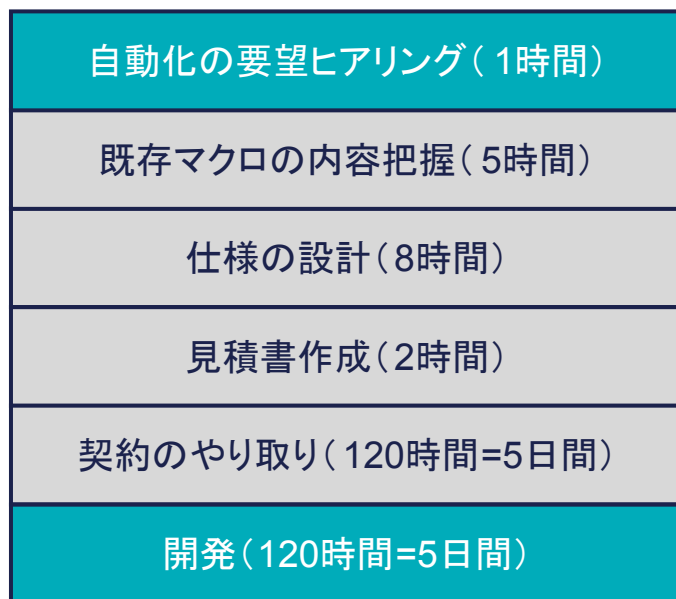 自動化の要望ヒアリング(1時間)
既存マクロの内容把握(5時間)
仕様の設計(8時間)
見積書作成(2時間)
契約のやり取り(120時間=5日間)
開発(120時間=5日間)